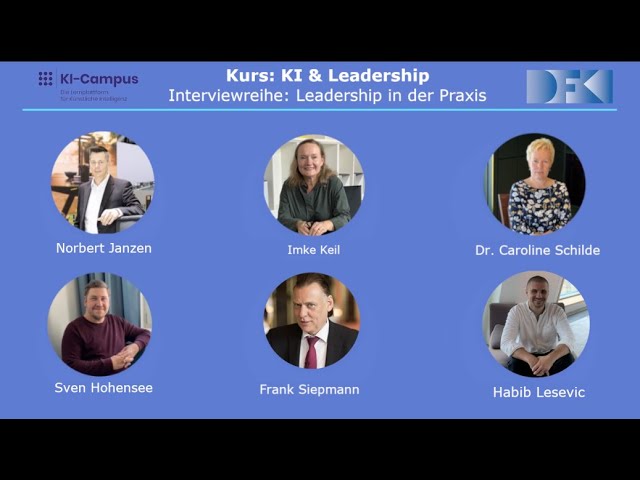 KI-Campus
Die Lernplattform
für Künstliche Intelligenz
Kurs: KI & Leadership
Interviewreihe: Leadership in der Praxis
DFKI
Norbert Janzen
Imke Keil
Dr. Caroline Schilde
Sven Hohensee
Frank Siepmann
Habib Lesevic